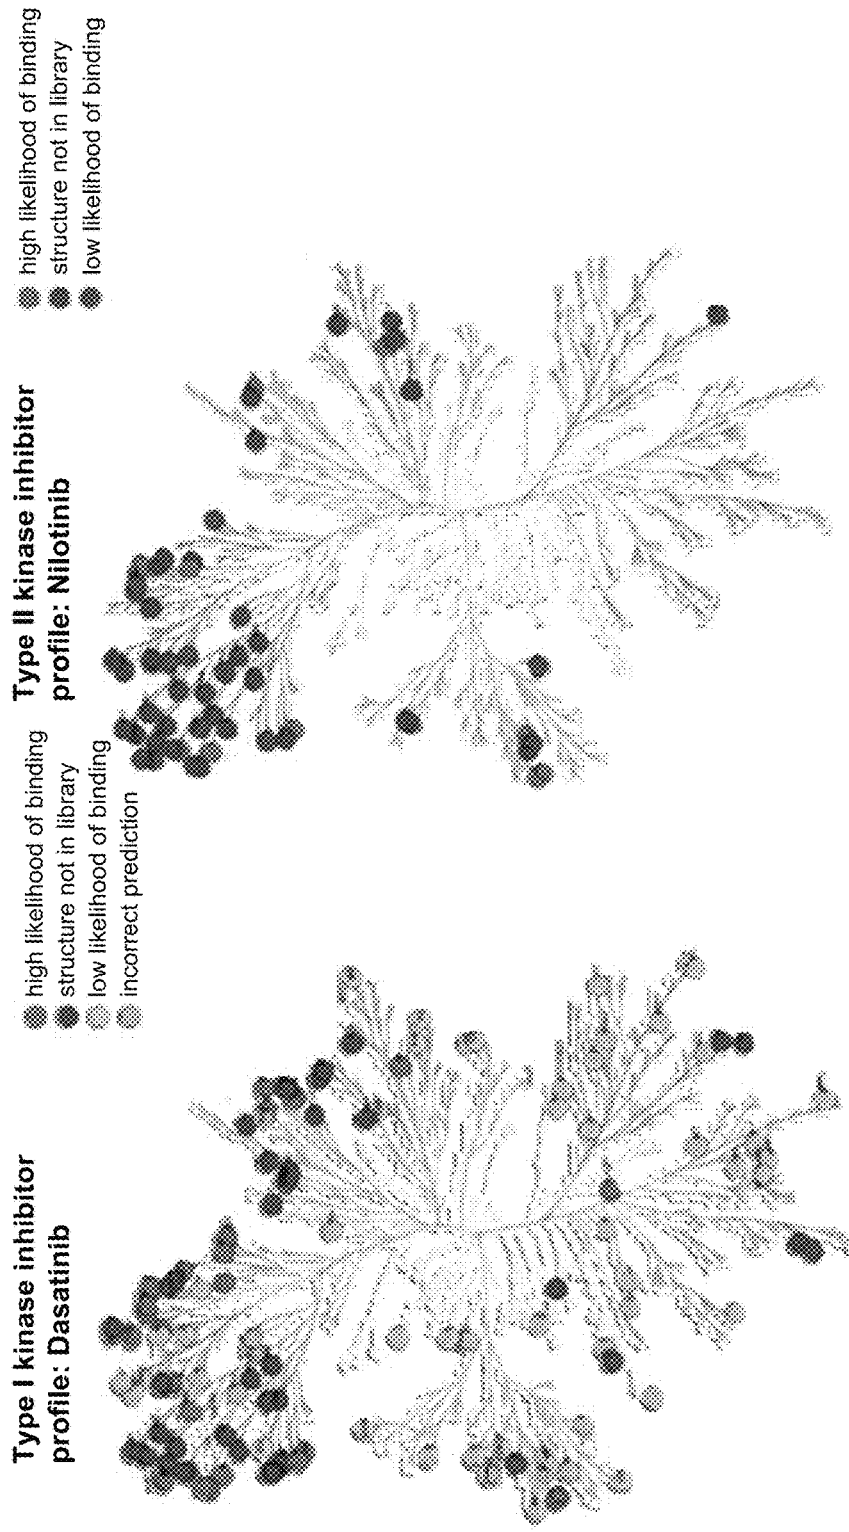 Type I kinase inhibitor
profile: Dasatinib
high likelihood of binding
structure not in library
low likelihood of binding
incorrect prediction
Type II kinase inhibitor
profile: Nilotinib
high likelihood of binding
structure not in library
low likelihood of binding